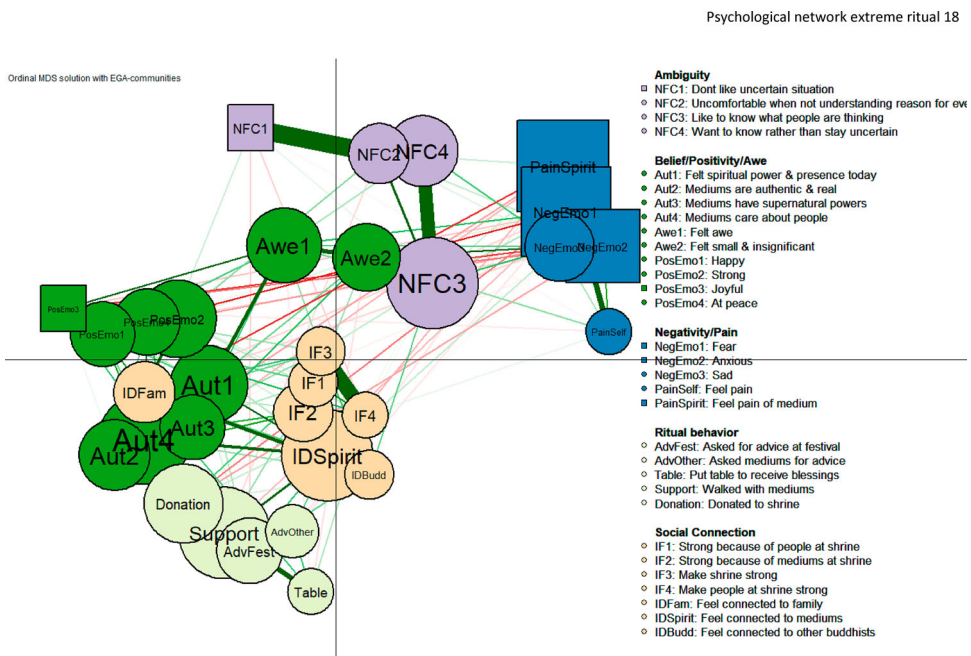 Psychological network extreme ritual 18
Ordinal MDS solution with EGA-communities
NFC1
NFC2
NFC4
PainSpirit
NegEmo1
NegEmo2
Awe1
Awe2
NFC3
PosEmo3
PosEmo1
PosEmo2
PainSelf
IF3
IDFam
Aut1
IF1
IF2
IF4
Aut3
Aut4
Aut2
IDSpirit
IDBudd
Donation
Support
AdvOther
AdvFest
Table
Ambiguity
NFC1: Dont like uncertain situation
NFC2: Uncomfortable when not understanding reason for eve
NFC3: Like to know what people are thinking
NFC4: Want to know rather than stay uncertain
Belief/Positivity/Awe
Aut1: Felt spiritual power & presence today
Aut2: Mediums are authentic & real
Aut3: Mediums have supernatural powers
Aut4: Mediums care about people
Awe1: Felt awe
Awe2: Felt small & insignificant
PosEmo1: Happy
PosEmo2: Strong
PosEmo3: Joyful
PosEmo4: At peace
Negativity/Pain
NegEmo1: Fear
NegEmo2: Anxious
NegEmo3: Sad
PainSelf: Feel pain
PainSpirit: Feel pain of medium
Ritual behavior
AdvFest: Asked for advice at festival
AdvOther: Asked mediums for advice
Table: Put table to receive blessings
Support: Walked with mediums
Donation: Donated to shrine
Social Connection
IF1: Strong because of people at shrine
IF2: Strong because of mediums at shrine
IF3: Make shrine strong
IF4: Make people at shrine strong
IDFam: Feel connected to family
IDSpirit: Feel connected to mediums
IDBudd: Feel connected to other buddhists